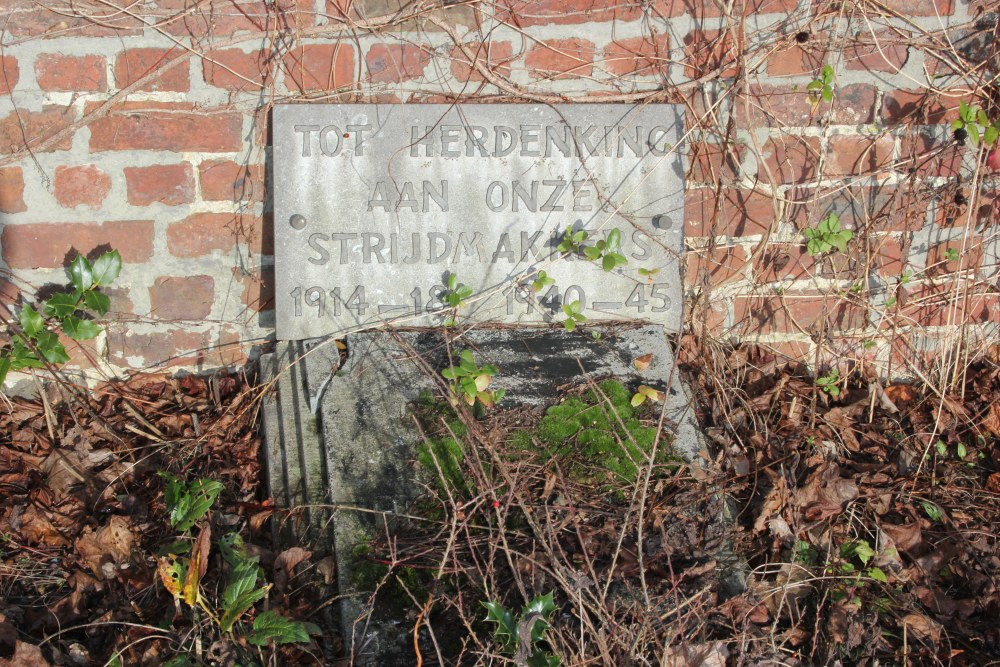 TOT HERDENKING
AAN ONZE
STRIJDMAKKERS
1914-18 1940-45